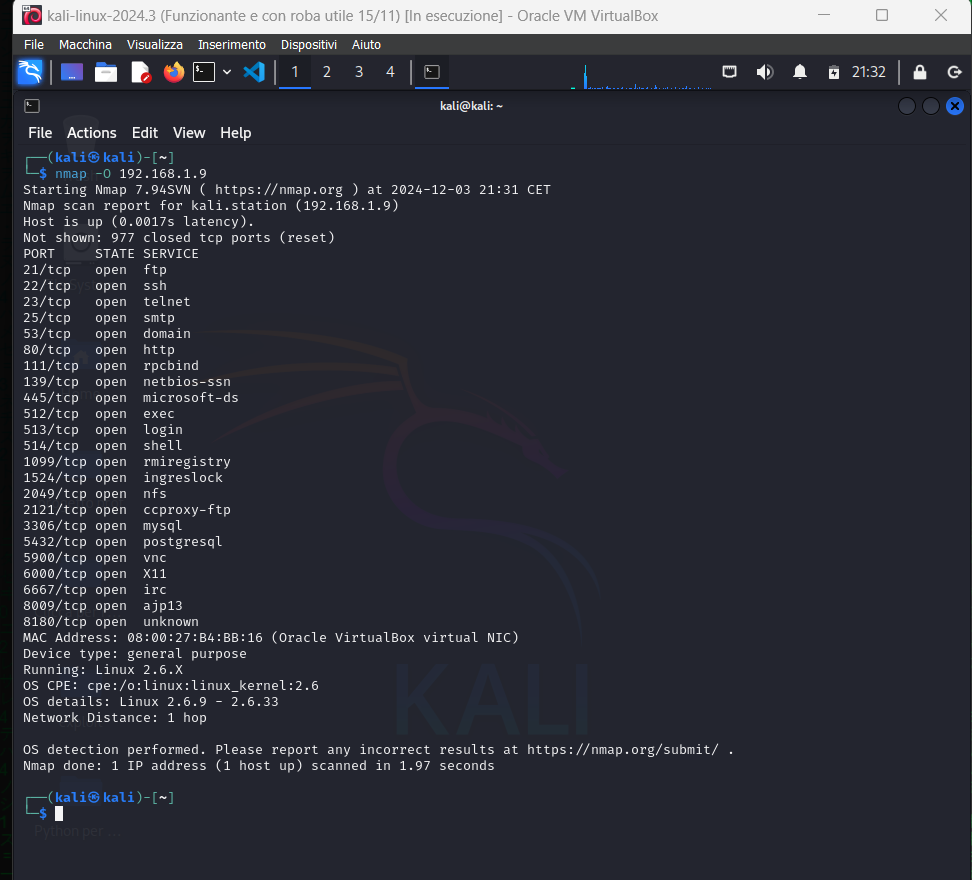 kali-linux-2024.3 (Funzionante e con roba utile 15/11) [In esecuzione] - Oracle VM VirtualBox
File Macchina Visualizza Inserimento Dispositivi Aiuto
1 2 3 4 21:32
kali@kali: ~
File Actions Edit View Help
┌──(kali㉿kali)-[~]
└─$ nmap -O 192.168.1.9
Starting Nmap 7.94SVN ( https://nmap.org ) at 2024-12-03 21:31 CET
Nmap scan report for kali.station (192.168.1.9)
Host is up (0.0017s latency).
Not shown: 977 closed tcp ports (reset)
PORT     STATE SERVICE
21/tcp   open  ftp
22/tcp   open  ssh
23/tcp   open  telnet
25/tcp   open  smtp
53/tcp   open  domain
80/tcp   open  http
111/tcp  open  rpcbind
139/tcp  open  netbios-ssn
445/tcp  open  microsoft-ds
512/tcp  open  exec
513/tcp  open  login
514/tcp  open  shell
1099/tcp open  rmiregistry
1524/tcp open  ingreslock
2049/tcp open  nfs
2121/tcp open  ccproxy-ftp
3306/tcp open  mysql
5432/tcp open  postgresql
5900/tcp open  vnc
6000/tcp open  X11
6667/tcp open  irc
8009/tcp open  ajp13
8180/tcp open  unknown
MAC Address: 08:00:27:B4:BB:16 (Oracle VirtualBox virtual NIC)
Device type: general purpose
Running: Linux 2.6.X
OS CPE: cpe:/o:linux:linux_kernel:2.6
OS details: Linux 2.6.9 - 2.6.33
Network Distance: 1 hop
KALI
OS detection performed. Please report any incorrect results at https://nmap.org/submit/ .
Nmap done: 1 IP address (1 host up) scanned in 1.97 seconds
┌──(kali㉿kali)-[~]
└─$
Python per ...